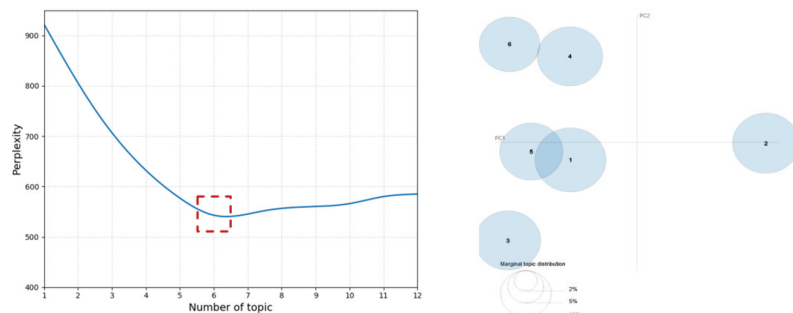 900
800
700
600
500
400
Perplexity
1 2 3 4 5 6 7 8 9 10 11 12
Number of topic
PC2
6
4
PC1
5
1
2
3
Marginal topic distribution
2%
5%